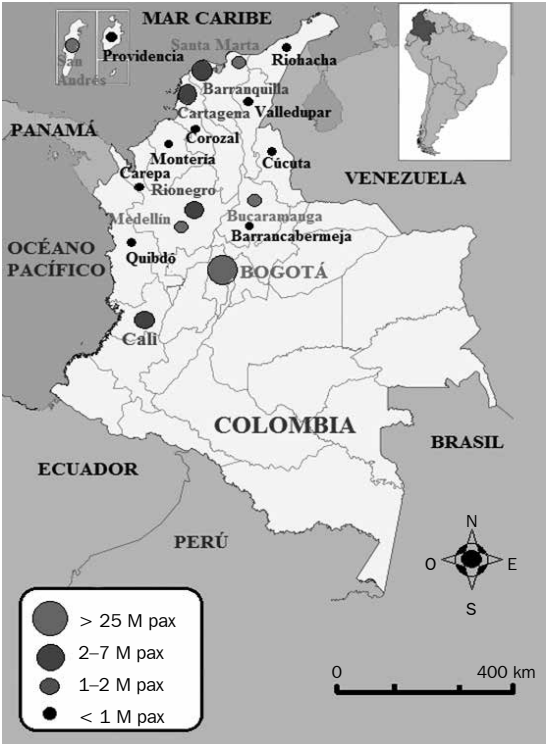 MAR CARIBE
Providencia
San
Andrés
Santa Marta
Riohacha
Barranquilla
Cartagena
Valledupar
Corozal
PANAMÁ
Montería
Cúcuta
Carepa
Rionegro
VENEZUELA
Medellín
Bucaramanga
Barrancabermeja
OCÉANO
PACÍFICO
Quibdó
BOGOTÁ
Cali
COLOMBIA
BRASIL
ECUADOR
PERÚ
N
O
E
S
> 25 M pax
2–7 M pax
1–2 M pax
< 1 M pax
0
400 km